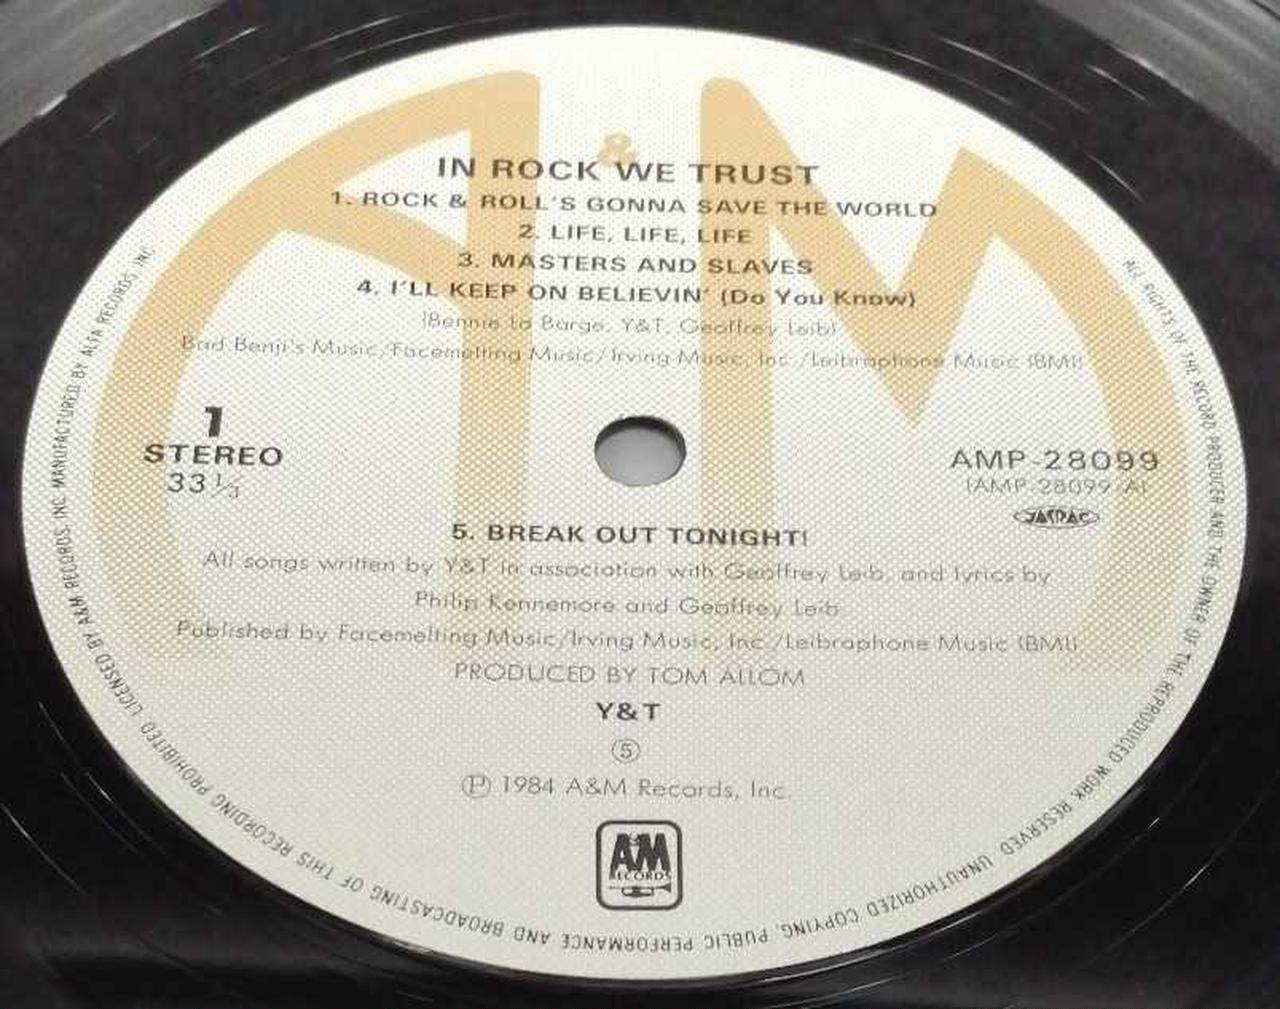 &
IN ROCK WE TRUST
1. ROCK & ROLL'S GONNA SAVE THE WORLD
2. LIFE, LIFE, LIFE
3. MASTERS AND SLAVES
4. I'LL KEEP ON BELIEVIN' (Do You Know)
(Bennie La Barge, Y&T, Geoffrey Leib)
Bad Benji's Music/Facemelting Music/Irving Music, Inc./Leibraphone Music (BMI)
1
STEREO
33 1/3
AMP-28099
(AMP-28099-A)
JASRAC
5. BREAK OUT TONIGHT!
All songs written by Y&T in association with Geoffrey Leib, and lyrics by
Philip Kennemore and Geoffrey Leib
Published by Facemelting Music/Irving Music, Inc./Leibraphone Music (BMI)
PRODUCED BY TOM ALLOM
Y&T
⑤
Ⓟ 1984 A&M Records, Inc.
A&M
RECORDS
ALL RIGHTS OF THE RECORD PRODUCER AND THE OWNER OF THE REPRODUCED WORK RESERVED. UNAUTHORIZED COPYING, PUBLIC PERFORMANCE AND BROADCASTING OF THIS RECORDING PROHIBITED LICENSED BY A&M RECORDS, INC. MANUFACTURED BY ALFA RECORDS, INC.